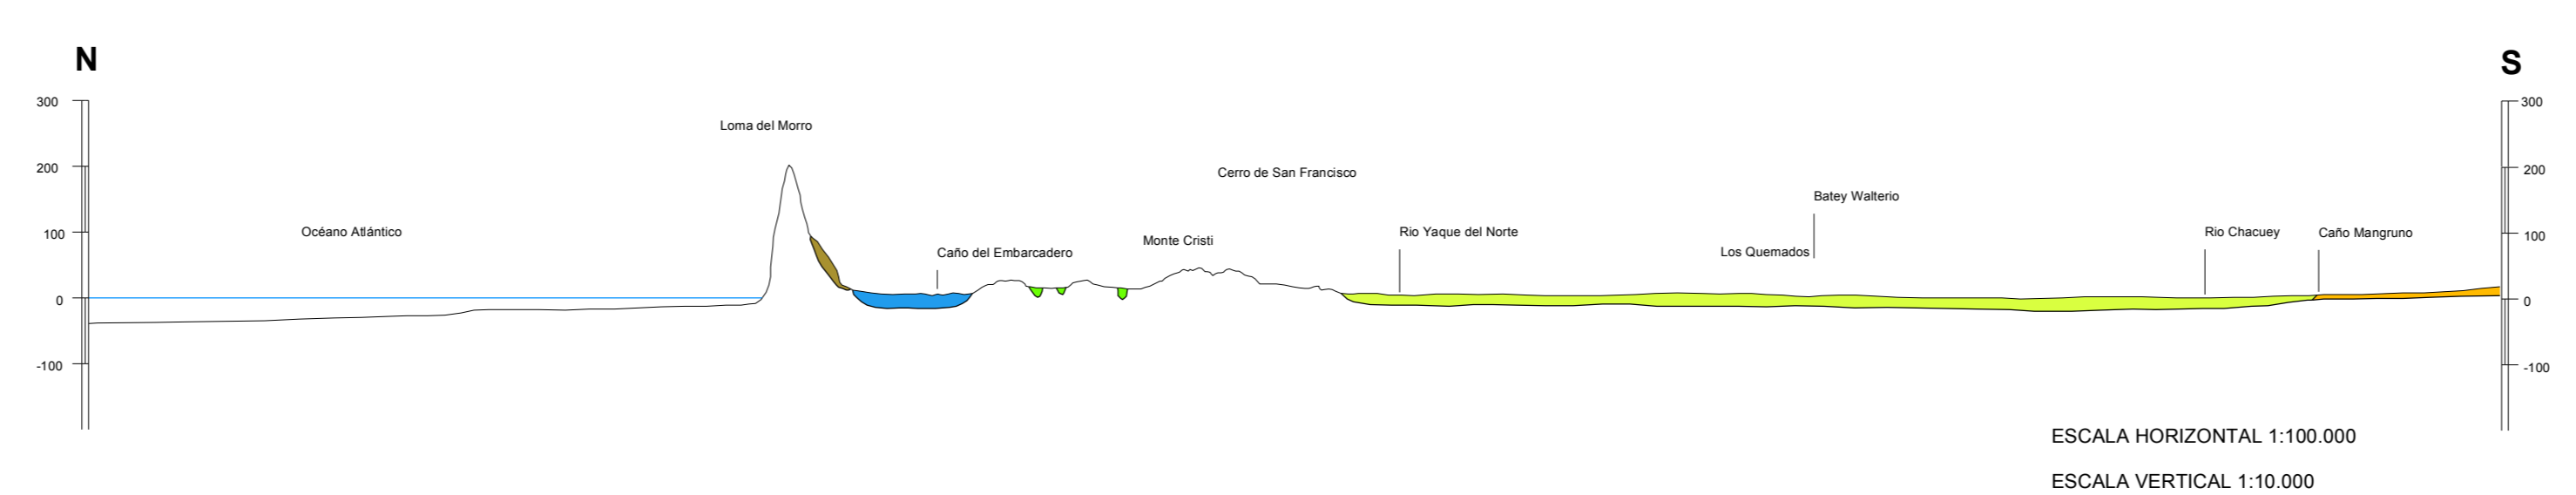 N
S
300
300
Loma del Morro
200
200
Cerro de San Francisco
Batey Walterio
100
100
Océano Atlántico
Rio Yaque del Norte
Rio Chacuey
Caño Mangruno
Monte Cristi
Caño del Embarcadero
Los Quemados
0
0
-100
-100
ESCALA HORIZONTAL 1:100.000
ESCALA VERTICAL 1:10.000